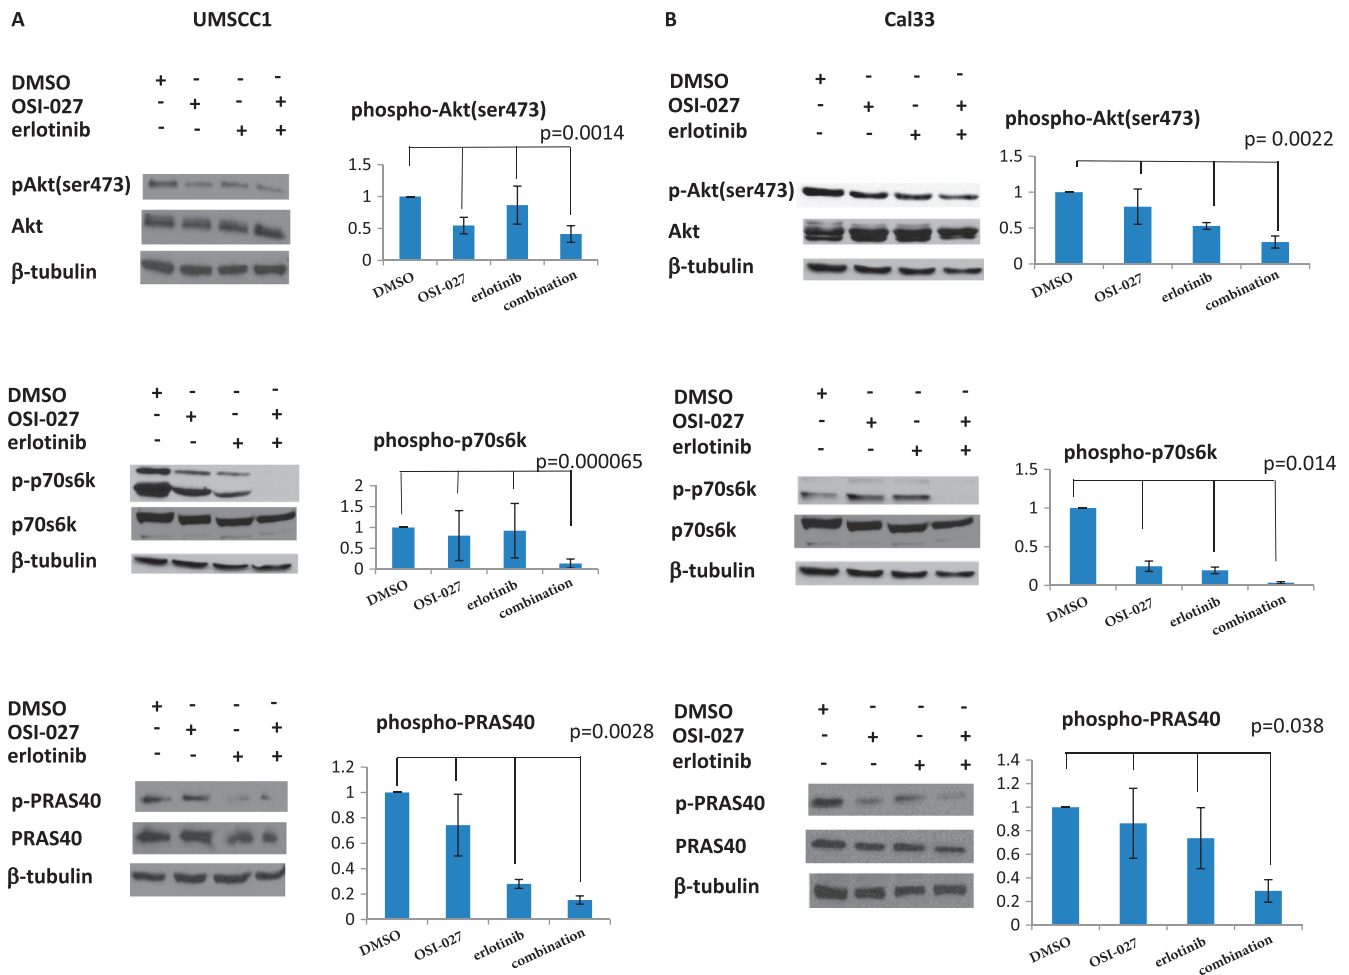 A UMSCC1
DMSO + - - -
OSI-027 - + - +
erlotinib - - + +
pAkt(ser473)
Akt
β-tubulin
phospho-Akt(ser473)
p=0.0014
1.5
1
0.5
0
DMSO OSI-027 erlotinib combination
DMSO + - - -
OSI-027 - + - +
erlotinib - - + +
p-p70s6k
p70s6k
β-tubulin
phospho-p70s6k
p=0.000065
2
1.5
1
0.5
0
DMSO OSI-027 erlotinib combination
DMSO + - - -
OSI-027 - + - +
erlotinib - - + +
p-PRAS40
PRAS40
β-tubulin
phospho-PRAS40
p=0.0028
1.2
1
0.8
0.6
0.4
0.2
0
DMSO OSI-027 erlotinib combination
B Cal33
DMSO + - - -
OSI-027 - + - +
erlotinib - - + +
p-Akt(ser473)
Akt
β-tubulin
phospho-Akt(ser473)
p= 0.0022
1.5
1
0.5
0
DMSO OSI-027 erlotinib combination
DMSO + - - -
OSI-027 - + - +
erlotinib - - + +
p-p70s6k
p70s6k
β-tubulin
phospho-p70s6k
p=0.014
1.5
1
0.5
0
DMSO OSI-027 erlotinib combination
DMSO + - - -
OSI-027 - + - +
erlotinib - - + +
p-PRAS40
PRAS40
β-tubulin
phospho-PRAS40
p=0.038
1.4
1.2
1
0.8
0.6
0.4
0.2
0
DMSO OSI-027 erlotinib combination